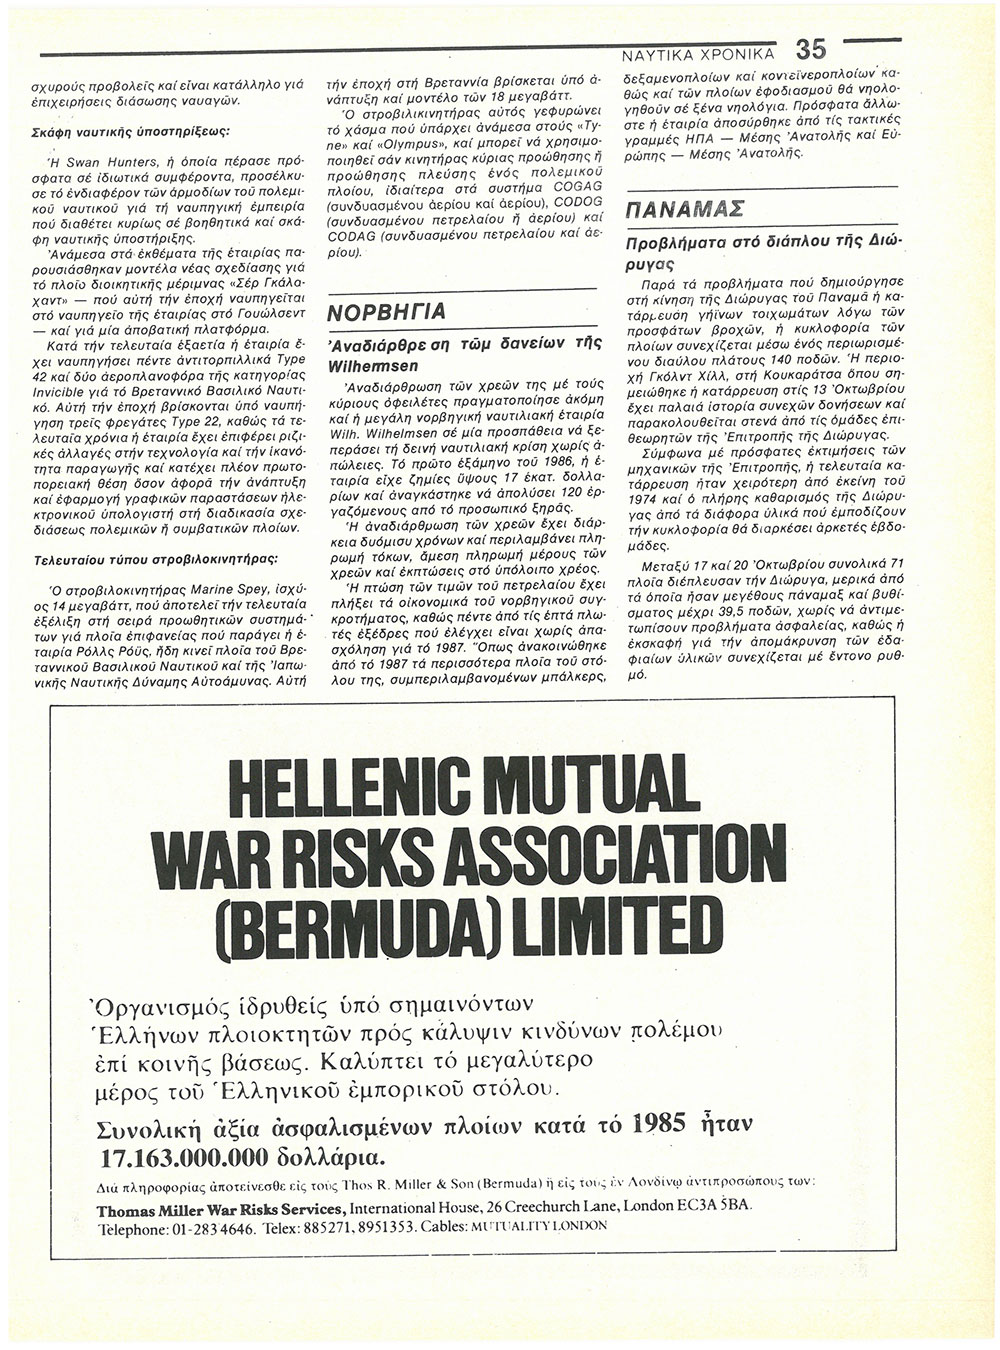 ΝΑΥΤΙΚΑ ΧΡΟΝΙΚΑ 35
σχυρούς προβολεῖς καί εἶναι κατάλληλο γιά
ἐπιχειρήσεις διάσωσης ναυαγῶν.
Σκάφη ναυτικῆς ὑποστηρίξεως:
Ἡ Swan Hunters, ἡ ὁποία πέρασε πρό-
σφατα σέ ἰδιωτικά συμφέροντα, προσέλκυ-
σε τό ἐνδιαφέρον τῶν ἁρμοδίων τοῦ πολεμι-
κοῦ ναυτικοῦ γιά τή ναυπηγική ἐμπειρία
πού διαθέτει κυρίως σέ βοηθητικά καί σκά-
φη ναυτικῆς ὑποστήριξης.
Ἀνάμεσα στά ἐκθέματα τῆς ἑταιρίας πα-
ρουσιάσθηκαν μοντέλα νέας σχεδίασης γιά
τό πλοῖο διοικητικῆς μέριμνας «Σέρ Γκάλα-
χαντ» — πού αὐτή τήν ἐποχή ναυπηγεῖται
στό ναυπηγεῖο τῆς ἑταιρίας στό Γουώλσεντ
— καί γιά μία ἀποβατική πλατφόρμα.
Κατά τήν τελευταία ἑξαετία ἡ ἑταιρία ἔ-
χει ναυπηγήσει πέντε ἀντιτορπιλλικά Type
42 καί δύο ἀεροπλανοφόρα τῆς κατηγορίας
Invicible γιά τό Βρεταννικό Βασιλικό Ναυτι-
κό. Αὐτή τήν ἐποχή βρίσκονται ὑπό ναυπή-
γηση τρεῖς φρεγάτες Type 22, καθώς τά τε-
λευταῖα χρόνια ἡ ἑταιρία ἔχει ἐπιφέρει ριζι-
κές ἀλλαγές στήν τεχνολογία καί τήν ἱκανό-
τητα παραγωγῆς καί κατέχει πλέον πρωτο-
πορειακή θέση ὅσον ἀφορᾶ τήν ἀνάπτυξη
καί ἐφαρμογή γραφικῶν παραστάσεων ἠλε-
κτρονικοῦ ὑπολογιστῆ στή διαδικασία σχε-
διάσεως πολεμικῶν ἤ συμβατικῶν πλοίων.
Τελευταίου τύπου στροβιλοκινητήρας:
Ὁ στροβιλοκινητήρας Marine Spey, ἰσχύ-
ος 14 μεγαβάττ, πού ἀποτελεῖ τήν τελευταία
ἐξέλιξη στή σειρά προωθητικῶν συστημά-
των γιά πλοῖα ἐπιφανείας πού παράγει ἡ ἑ-
ταιρία Ρόλλς Ρόϋς, ἤδη κινεῖ πλοῖα τοῦ Βρε-
ταννικοῦ Βασιλικοῦ Ναυτικοῦ καί τῆς Ἰαπω-
νικῆς Ναυτικῆς Δύναμης Αὐτοάμυνας. Αὐτή
τήν ἐποχή στή Βρεταννία βρίσκεται ὑπό ἀ-
νάπτυξη καί μοντέλο τῶν 18 μεγαβάττ.
Ὁ στροβιλικινητήρας αὐτός γεφυρώνει
τό χάσμα πού ὑπάρχει ἀνάμεσα στούς «Ty-
ne» καί «Olympus», καί μπορεῖ νά χρησιμο-
ποιηθεῖ σάν κινητήρας κύριας προώθησης ἤ
προώθησης πλεύσης ἑνός πολεμικοῦ
πλοίου, ἰδιαίτερα στά συστήμά COGAG
(συνδυασμένου ἀερίου καί ἀερίου), CODOG
(συνδυασμένου πετρελαίου ἤ ἀερίου) καί
CODAG (συνδυασμένου πετρελαίου καί ἀε-
ρίου).
ΝΟΡΒΗΓΙΑ
Ἀναδιάρθρεση τῶμ δανείων τῆς
Wilhemsen
Ἀναδιάρθρωση τῶν χρεῶν της μέ τούς
κύριους ὀφειλέτες πραγματοποίησε ἀκόμη
καί ἡ μεγάλη νορβηγική ναυτιλιακή ἑταιρία
Wilh. Wilhelmsen σέ μία προσπάθεια νά ξε-
περάσει τή δεινή ναυτιλιακή κρίση χωρίς ἀ-
πώλειες. Τό πρῶτο ἑξάμηνο τοῦ 1986, ἡ ἑ-
ταιρία εἶχε ζημίες ὕψους 17 ἑκατ. δολλα-
ρίων καί ἀναγκάστηκε νά ἀπολύσει 120 ἐρ-
γαζόμενους ἀπό τό προσωπικό ξηρᾶς.
Ἡ ἀναδιάρθρωση τῶν χρεῶν ἔχει διάρ-
κεια δυόμισυ χρόνων καί περιλαμβάνει πλη-
ρωμή τόκων, ἄμεση πληρωμή μέρους τῶν
χρεῶν καί ἐκπτώσεις στό ὑπόλοιπο χρέος.
Ἡ πτώση τῶν τιμῶν τοῦ πετρελαίου ἔχει
πλήξει τά οἰκονομικά τοῦ νορβηγικοῦ συγ-
κροτήματος, καθώς πέντε ἀπό τίς ἑπτά πλω-
τές ἐξέδρες πού ἐλέγχει εἶναι χωρίς ἀπα-
σχόληση γιά τό 1987. Ὅπως ἀνακοινώθηκε
ἀπό τό 1987 τά περισσότερα πλοῖα τοῦ στό-
λου της, συμπεριλαμβανομένων μπάλκερς,
δεξαμενοπλοίων καί κοντεϊνεροπλοίων κα-
θώς καί τῶν πλοίων ἐφοδιασμοῦ θά νηολο-
γηθοῦν σέ ξένα νηολόγια. Πρόσφατα ἄλλω-
στε ἡ ἑταιρία ἀποσύρθηκε ἀπό τίς τακτικές
γραμμές ΗΠΑ — Μέσης Ἀνατολῆς καί Εὐ-
ρώπης — Μέσης Ἀνατολῆς.
ΠΑΝΑΜΑΣ
Προβλήματα στό διάπλου τῆς Διώ-
ρυγας
Παρά τά προβλήματα πού δημιούργησε
στή κίνηση τῆς Διώρυγας τοῦ Παναμᾶ ἡ κα-
τάρρευση γήϊνων τοιχωμάτων λόγω τῶν
προσφάτων βροχῶν, ἡ κυκλοφορία τῶν
πλοίων συνεχίζεται μέσω ἑνός περιωρισμέ-
νου διαύλου πλάτους 140 ποδῶν. Ἡ περιο-
χή Γκόλντ Χίλλ, στή Κουκαράτσα ὅπου ση-
μειώθηκε ἡ κατάρρευση στίς 13 Ὀκτωβρίου
ἔχει παλαιά ἱστορία συνεχῶν δονήσεων καί
παρακολουθεῖται στενά ἀπό τίς ὁμάδες ἐπι-
θεωρητῶν τῆς Ἐπιτροπῆς τῆς Διώρυγας.
Σύμφωνα μέ πρόσφατες ἐκτιμήσεις τῶν
μηχανικῶν τῆς Ἐπιτροπῆς, ἡ τελευταία κα-
τάρρευση ἦταν χειρότερη ἀπό ἐκείνη τοῦ
1974 καί ὁ πλήρης καθαρισμός τῆς Διώρυ-
γας ἀπό τά διάφορα ὑλικά πού ἐμποδίζουν
τήν κυκλοφορία θά διαρκέσει ἀρκετές ἑβδο-
μάδες.
Μεταξύ 17 καί 20 Ὀκτωβρίου συνολικά 71
πλοῖα διέπλευσαν τήν Διώρυγα, μερικά ἀπό
τά ὁποῖα ἦσαν μεγέθους πάναμαξ καί βυθί-
σματος μέχρι 39,5 ποδῶν, χωρίς νά ἀντιμε-
τωπίσουν προβλήματα ἀσφαλείας, καθώς ἡ
ἐκσκαφή γιά τήν ἀπομάκρυνση τῶν ἐδα-
φιαίων ὑλικῶν συνεχίζεται μέ ἔντονο ρυθ-
μό.
HELLENIC MUTUAL
WAR RISKS ASSOCIATION
(BERMUDA) LIMITED
Ὀργανισμός ἱδρυθείς ὑπό σημαινόντων
Ἑλλήνων πλοιοκτητῶν πρός κάλυψιν κινδύνων πολέμου
ἐπί κοινῆς βάσεως. Καλύπτει τό μεγαλύτερο
μέρος τοῦ Ἑλληνικοῦ ἐμπορικοῦ στόλου.
Συνολική ἀξία ἀσφαλισμένων πλοίων κατά τό 1985 ἦταν
17.163.000.000 δολλάρια.
Διά πληροφορίας ἀποτείνεσθε εἰς τούς Thos R. Miller & Son (Bermuda) ἤ εἰς τους ἐν Λονδίνῳ ἀντιπροσώπους των:
Thomas Miller War Risks Services, International House, 26 Creechurch Lane, London EC3A 5BA.
Telephone: 01-283 4646. Telex: 885271, 8951353. Cables: MUTUALITY LONDON